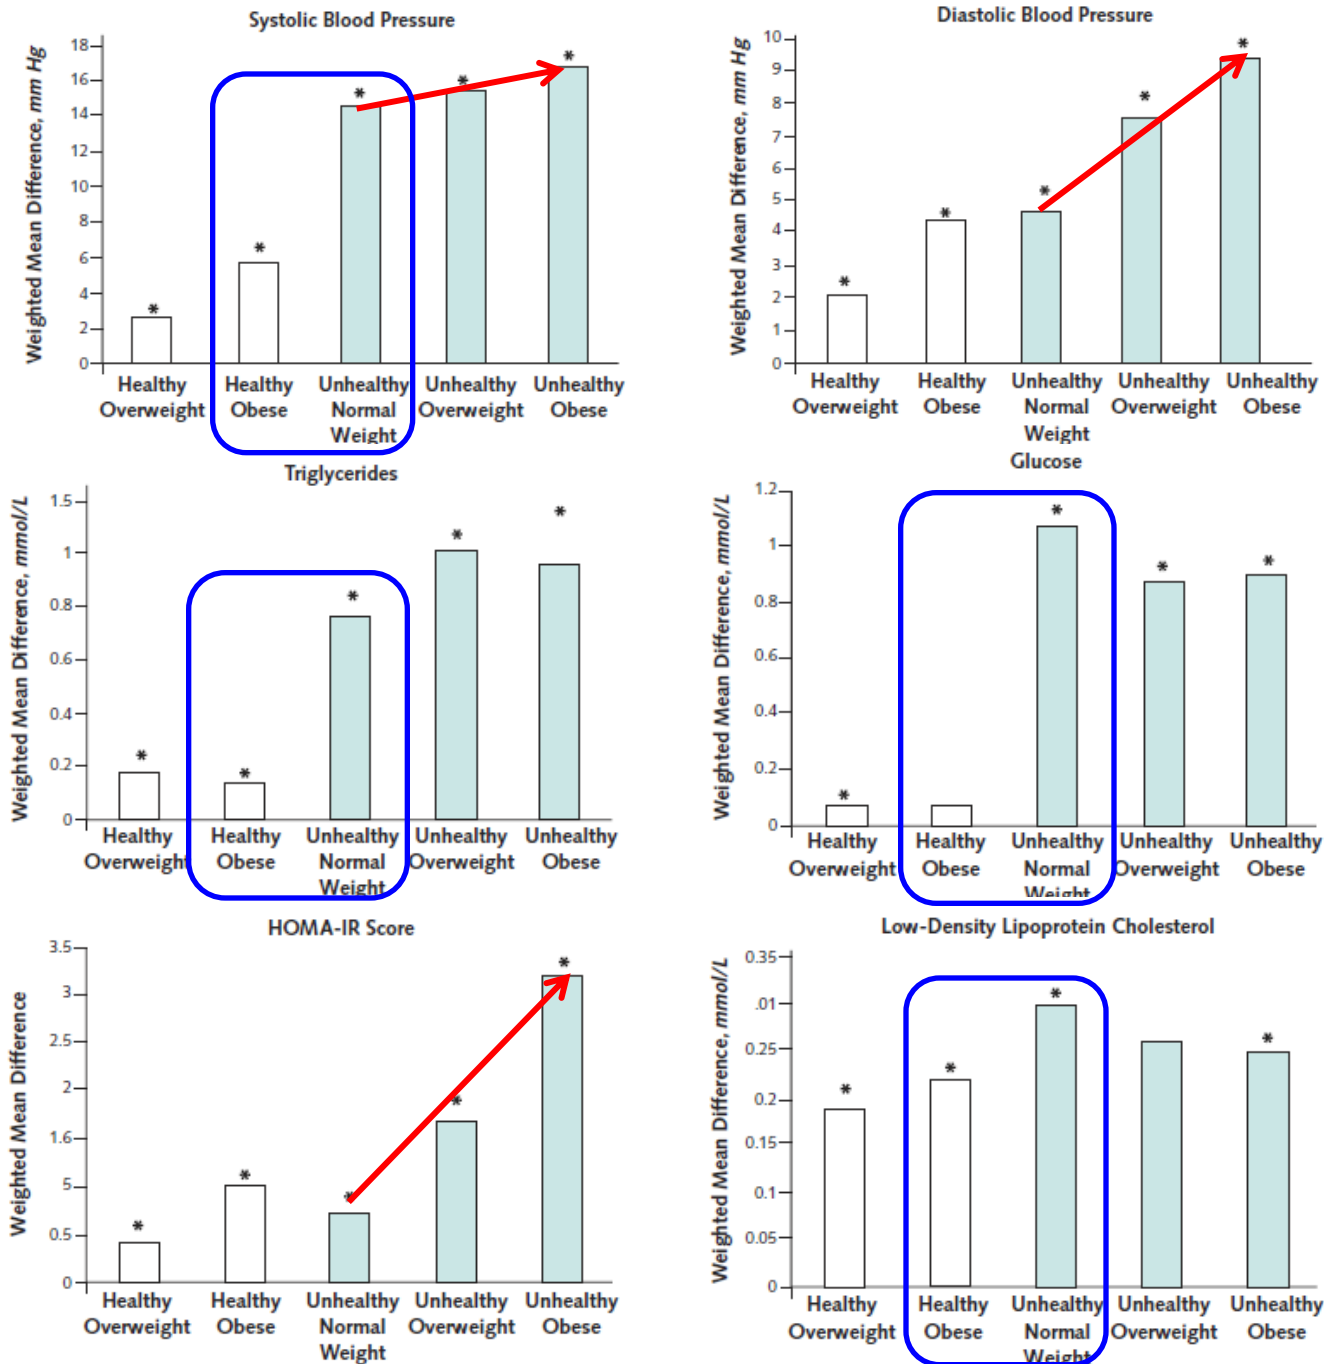 Systolic Blood Pressure
Weighted Mean Difference, mm Hg
18
16
14
12
10
8
6
4
2
0
*
*
*
*
*
Healthy Overweight
Healthy Obese
Unhealthy Normal Weight
Unhealthy Overweight
Unhealthy Obese
Diastolic Blood Pressure
Weighted Mean Difference, mm Hg
10
9
8
7
6
5
4
3
2
1
0
*
*
*
*
*
Healthy Overweight
Healthy Obese
Unhealthy Normal Weight
Unhealthy Overweight
Unhealthy Obese
Triglycerides
Weighted Mean Difference, mmol/L
1.5
1
0.8
0.6
0.4
0.2
0
*
*
*
*
*
Healthy Overweight
Healthy Obese
Unhealthy Normal Weight
Unhealthy Overweight
Unhealthy Obese
Glucose
Weighted Mean Difference, mmol/L
1.2
1
0.8
0.6
0.4
0.2
0
*
*
*
*
Healthy Overweight
Healthy Obese
Unhealthy Normal Weight
Unhealthy Overweight
Unhealthy Obese
HOMA-IR Score
Weighted Mean Difference
3.5
3
2.5
2
1.6
5
0.5
0
*
*
*
*
*
Healthy Overweight
Healthy Obese
Unhealthy Normal Weight
Unhealthy Overweight
Unhealthy Obese
Low-Density Lipoprotein Cholesterol
Weighted Mean Difference, mmol/L
0.35
.01
0.25
0.2
0.15
0.1
0.05
0
*
*
*
*
Healthy Overweight
Healthy Obese
Unhealthy Normal Weight
Unhealthy Overweight
Unhealthy Obese